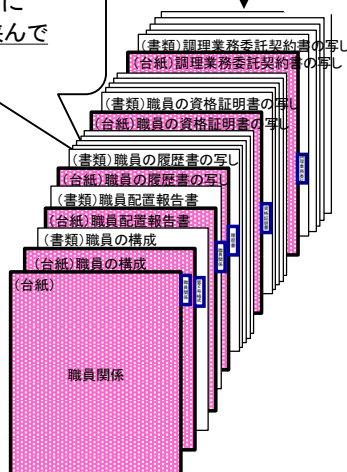 に
挟んで
(書類)調理業務委託契約書の写し
(台紙)調理業務委託契約書の写し
(書類)職員の資格証明書の写し
(台紙)職員の資格証明書の写し
(書類)職員の履歴書の写し
(台紙)職員の履歴書の写し
(書類)職員配置報告書
(台紙)職員配置報告書
(書類)職員の構成
(台紙)職員の構成
(台紙)
職員関係